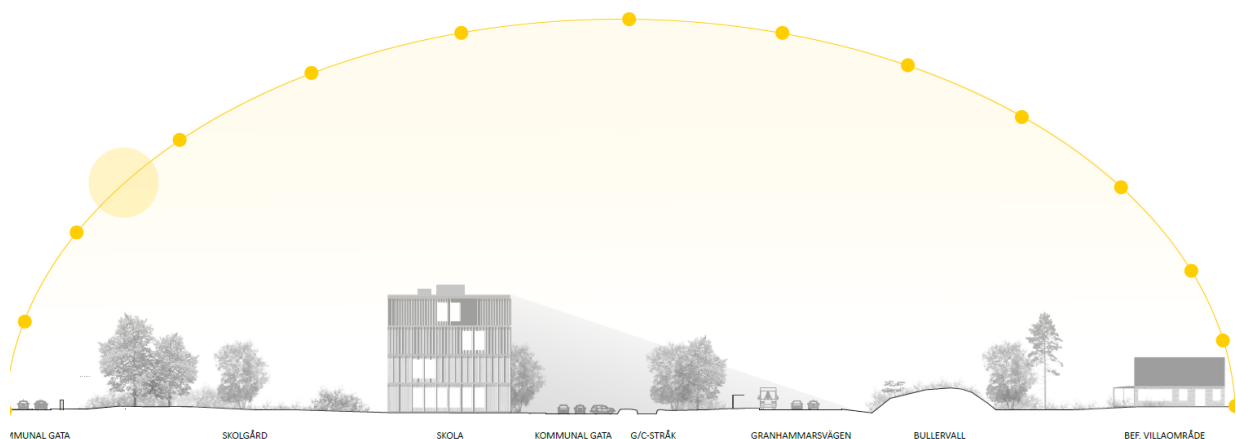 MMUNAL GATA
SKOLGÅRD
SKOLA
KOMMUNAL GATA
G/C-STRÅK
GRANHAMMARSVÄGEN
BULLERVALL
BEF. VILLAOMRÅDE